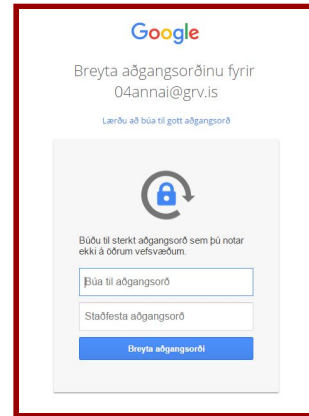 Google
Breyta aðgangsorðinu fyrir
04annai@grv.is
Lærðu að búa til gott aðgangsorð
Búðu til sterkt aðgangsorð sem þú notar
ekki á öðrum vefsvæðum.
Búa til aðgangsorð
Staðfesta aðgangsorð
Breyta aðgangsorði